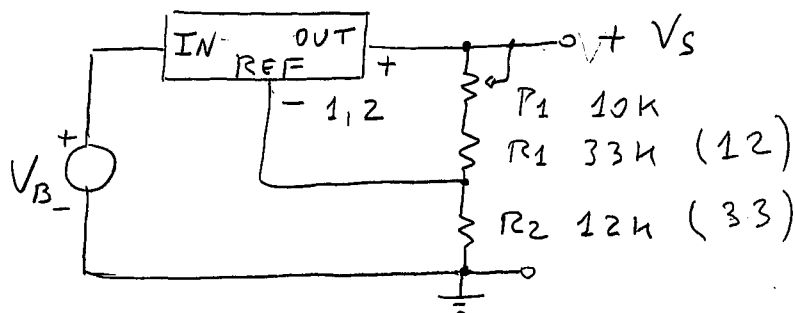 IN OUT
REF
+ V+ Vs
- 1,2
P1 10K
+
R1 33K (12)
VB
-
R2 12K (33)